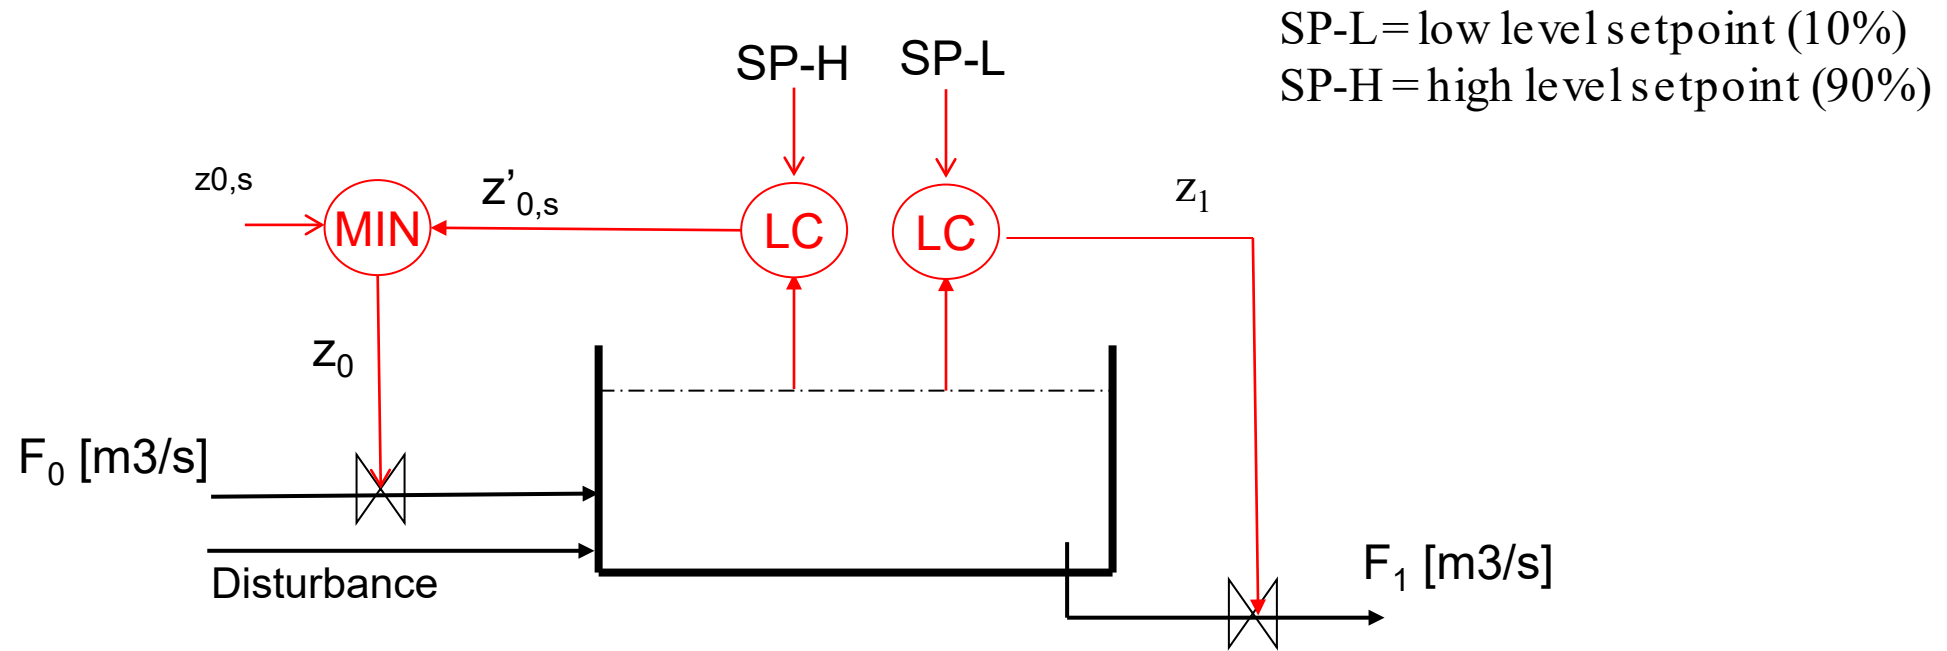 SP-L = low level setpoint (10%)
SP-H = high level setpoint (90%)
SP-H
SP-L
z0,s
MIN
z’0,s
LC
LC
z1
z0
F0 [m3/s]
Disturbance
F1 [m3/s]